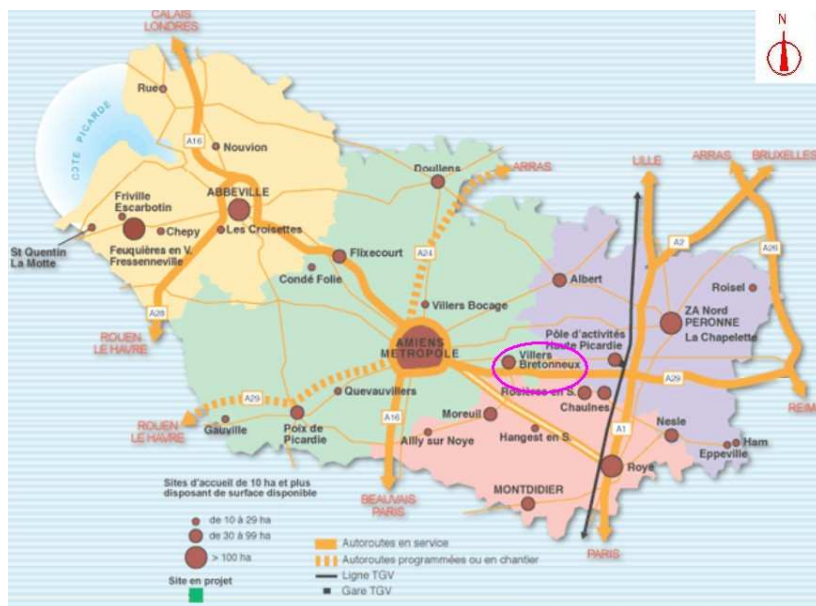 CALAIS
LONDRES
N
CÔTE PICARDE
Rue
A16
Nouvion
Doullens
ARRAS
LILLE
ARRAS
BRUXELLES
ABBEVILLE
Friville
Escarbotin
Chepy
Les Croisettes
St Quentin
La Motte
Feuquières en V.
Fressenneville
Flixecourt
Condé Folie
A24
A2
A26
Albert
Roisel
Villers Bocage
ZA Nord
PERONNE
La Chapelette
A28
ROUEN
LE HAVRE
AMIENS
METROPOLE
Villers
Bretonneux
Pôle d'activités
Haute Picardie
A29
Rosières en S.
Chaulnes
REIMS
A29
Quevauvillers
A16
Moreuil
A1
Nesle
ROUEN
LE HAVRE
Gauville
Poix de
Picardie
Ailly sur Noye
Hangest en S.
Ham
Eppeville
Roye
MONTDIDIER
BEAUVAIS
PARIS
PARIS
Sites d'accueil de 10 ha et plus
disposant de surface disponible
de 10 à 29 ha
de 30 à 99 ha
> 100 ha
Site en projet
Autoroutes en service
Autoroutes programmées ou en chantier
Ligne TGV
Gare TGV